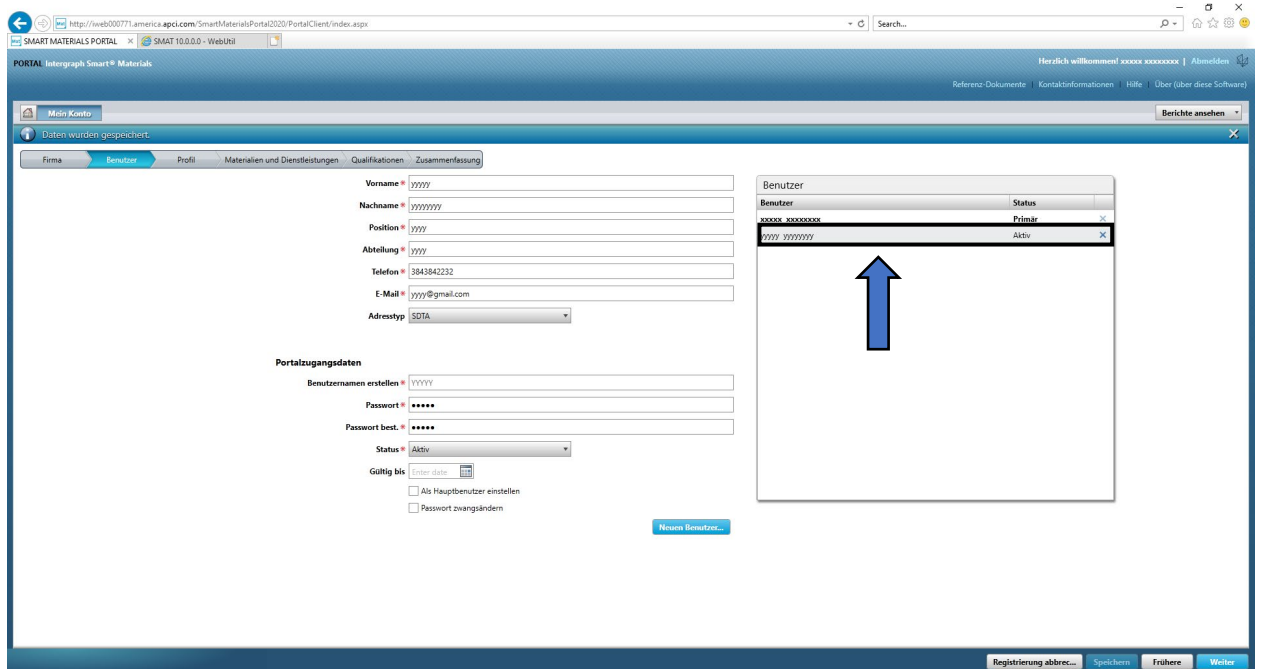 http://iweb000771.america.apci.com/SmartMaterialsPortal2020/PortalClient/index.aspx
Search...
SMART MATERIALS PORTAL
SMAT 10.0.0.0 - WebUtil
PORTAL Intergraph Smart® Materials
Herzlich willkommen! xxxxx xxxxxxxx | Abmelden
Referenz-Dokumente | Kontaktinformationen | Hilfe | Über (über diese Software)
Mein Konto
Berichte ansehen
Daten wurden gespeichert.
Firma Benutzer Profil Materialien und Dienstleistungen Qualifikationen Zusammenfassung
Vorname * yyyyy
Nachname * yyyyyyyy
Position * yyyy
Abteilung * yyyy
Telefon * 3843842232
E-Mail * yyyy@gmail.com
Adresstyp SDTA
Portalzugangsdaten
Benutzernamen erstellen * YYYYY
Passwort * •••••
Passwort best. * •••••
Status * Aktiv
Gültig bis Enter date
Als Hauptbenutzer einstellen
Passwort zwangsändern
Neuen Benutzer...
Benutzer
Benutzer Status
xxxxx xxxxxxxx Primär
yyyyy yyyyyyyy Aktiv
Registrierung abbrec... Speichern Frühere Weiter